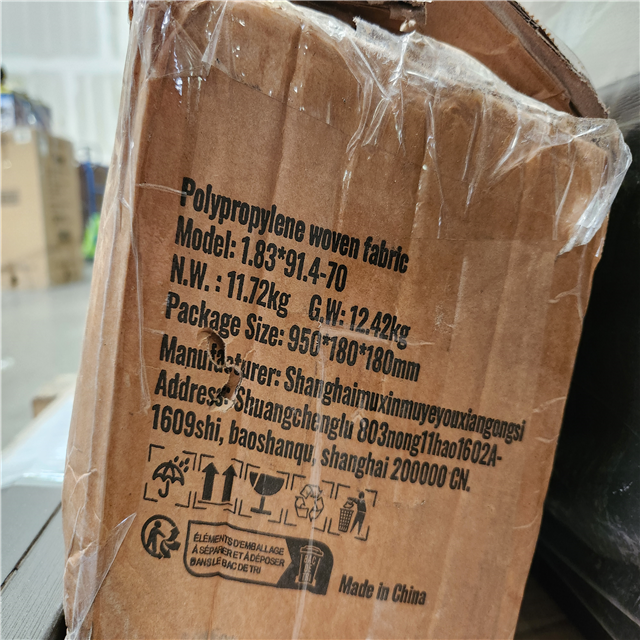 Polypropylene woven fabric
Model: 1.83*91.4-70
N.W. : 11.72kg G.W: 12.42kg
Package Size: 950*180*180mm
Manufacturer: Shanghaimuxinmuyeyouxiangongsi
Address: Shuangchenglu 803nong11hao1602A-
1609shi, baoshanqu, shanghai 200000 CN.
ÉLÉMENTS D'EMBALLAGE
À SÉPARER ET À DÉPOSER
DANS LE BAC DE TRI
Made in China